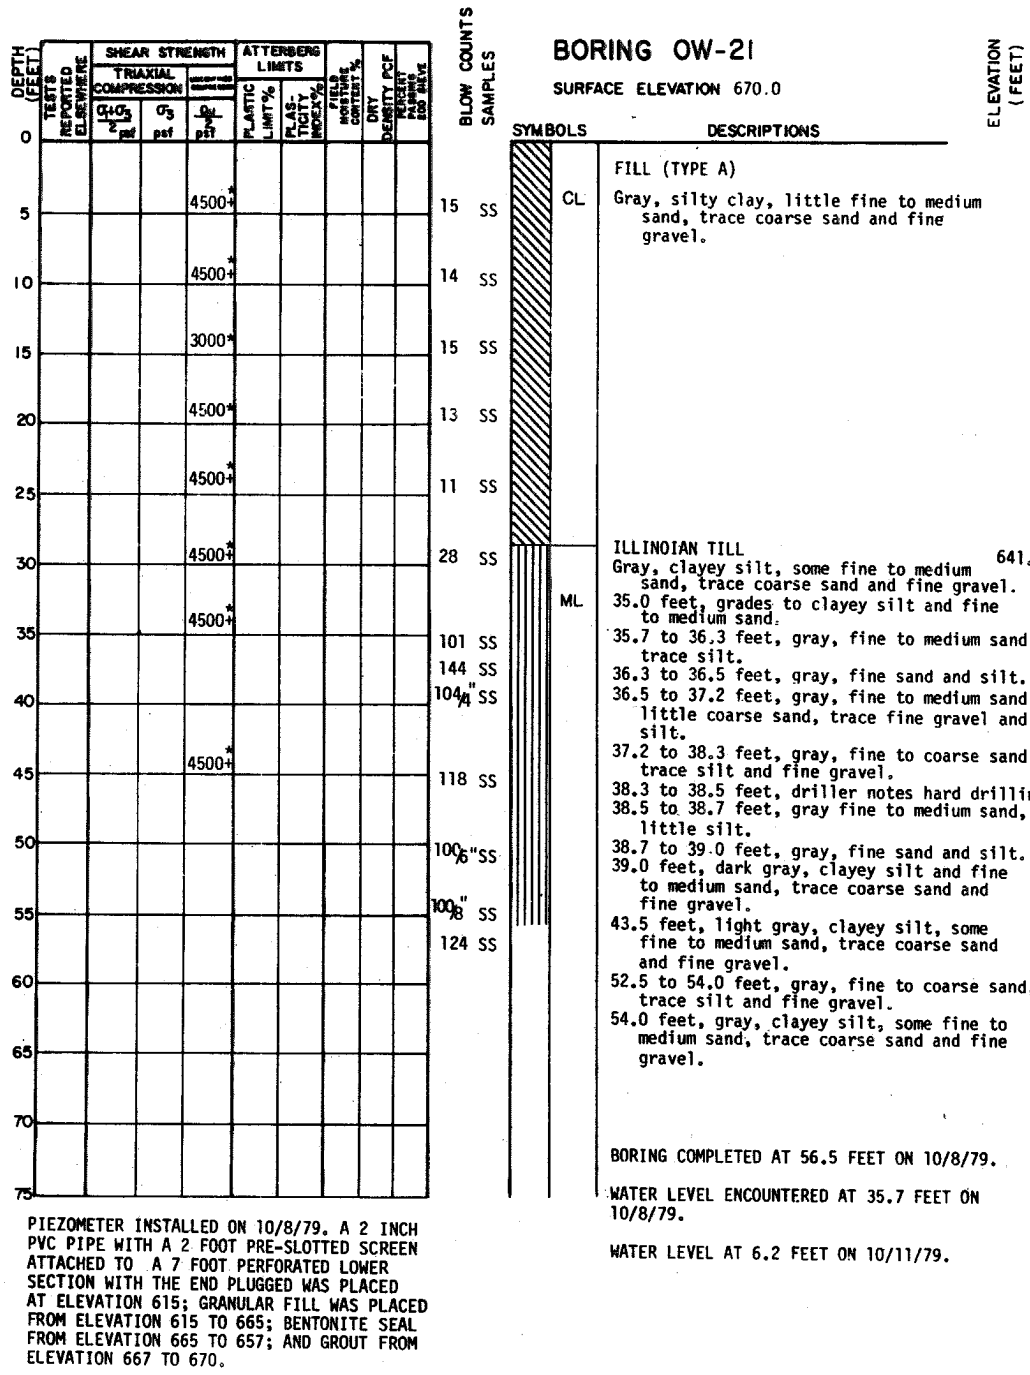 DEPTH (FEET)
TESTS REPORTED ELSEWHERE
SHEAR STRENGTH
TRIAXIAL COMPRESSION
σ₁+σ₃/2 psf
σ₃ psf
psf
ATTERBERG LIMITS
PLASTIC LIMIT %
PLAS-TICITY INDEX %
FIELD MOISTURE CONTENT %
DRY DENSITY PCF
PERCENT PASSING 200 SIEVE
BLOW COUNTS
SAMPLES
BORING OW-21
SURFACE ELEVATION 670.0
ELEVATION (FEET)
SYMBOLS
DESCRIPTIONS
0
FILL (TYPE A)
CL
Gray, silty clay, little fine to medium
sand, trace coarse sand and fine
gravel.
5
4500+*
15 SS
10
4500+*
14 SS
15
3000*
15 SS
20
4500*
13 SS
25
4500+*
11 SS
30
4500+*
28 SS
ILLINOIAN TILL
641.
Gray, clayey silt, some fine to medium
sand, trace coarse sand and fine gravel.
ML
35.0 feet, grades to clayey silt and fine
to medium sand.
4500+*
35
101 SS
35.7 to 36.3 feet, gray, fine to medium sand
trace silt.
144 SS
36.3 to 36.5 feet, gray, fine sand and silt.
40
104/4" SS
36.5 to 37.2 feet, gray, fine to medium sand
little coarse sand, trace fine gravel and
silt.
37.2 to 38.3 feet, gray, fine to coarse sand
trace silt and fine gravel.
45
4500+*
118 SS
38.3 to 38.5 feet, driller notes hard drilli
38.5 to 38.7 feet, gray fine to medium sand,
little silt.
50
100/6" SS
38.7 to 39.0 feet, gray, fine sand and silt.
39.0 feet, dark gray, clayey silt and fine
to medium sand, trace coarse sand and
fine gravel.
55
100/8" SS
43.5 feet, light gray, clayey silt, some
fine to medium sand, trace coarse sand
and fine gravel.
124 SS
60
52.5 to 54.0 feet, gray, fine to coarse sand
trace silt and fine gravel.
54.0 feet, gray, clayey silt, some fine to
medium sand, trace coarse sand and fine
gravel.
65
70
75
BORING COMPLETED AT 56.5 FEET ON 10/8/79.
WATER LEVEL ENCOUNTERED AT 35.7 FEET ON
10/8/79.
WATER LEVEL AT 6.2 FEET ON 10/11/79.
PIEZOMETER INSTALLED ON 10/8/79. A 2 INCH
PVC PIPE WITH A 2 FOOT PRE-SLOTTED SCREEN
ATTACHED TO A 7 FOOT PERFORATED LOWER
SECTION WITH THE END PLUGGED WAS PLACED
AT ELEVATION 615; GRANULAR FILL WAS PLACED
FROM ELEVATION 615 TO 665; BENTONITE SEAL
FROM ELEVATION 665 TO 657; AND GROUT FROM
ELEVATION 667 TO 670.